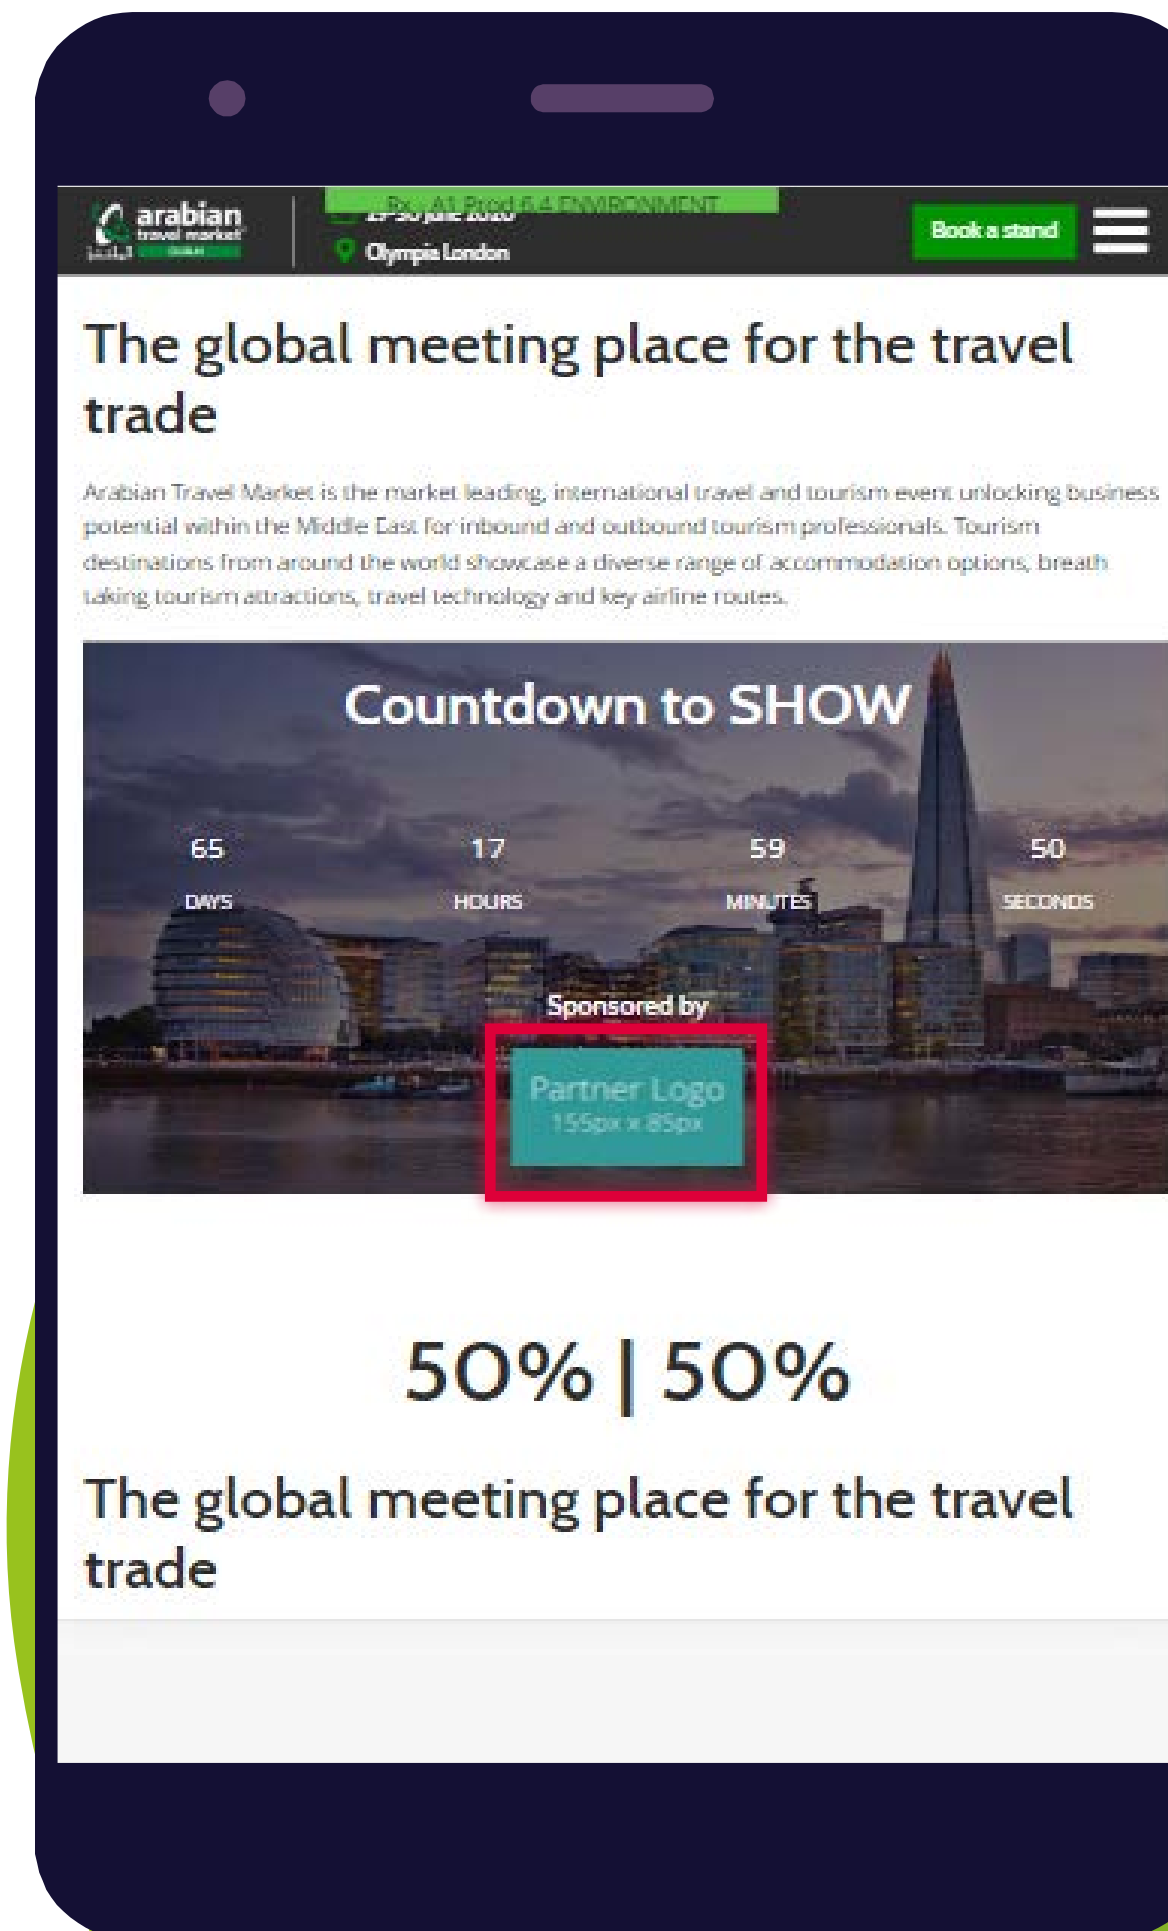 arabian
travel market
DUBAI
Rx - A1 Prod 6.4 ENVIRONMENT
June 2020
Olympia London
Book a stand
The global meeting place for the travel
trade
Arabian Travel Market is the market leading, international travel and tourism event unlocking business
potential within the Middle East for inbound and outbound tourism professionals. Tourism
destinations from around the world showcase a diverse range of accommodation options, breath
taking tourism attractions, travel technology and key airline routes.
Countdown to SHOW
65 17 59 50
DAYS HOURS MINUTES SECONDS
Sponsored by
Partner Logo
155px x 85px
50% | 50%
The global meeting place for the travel
trade